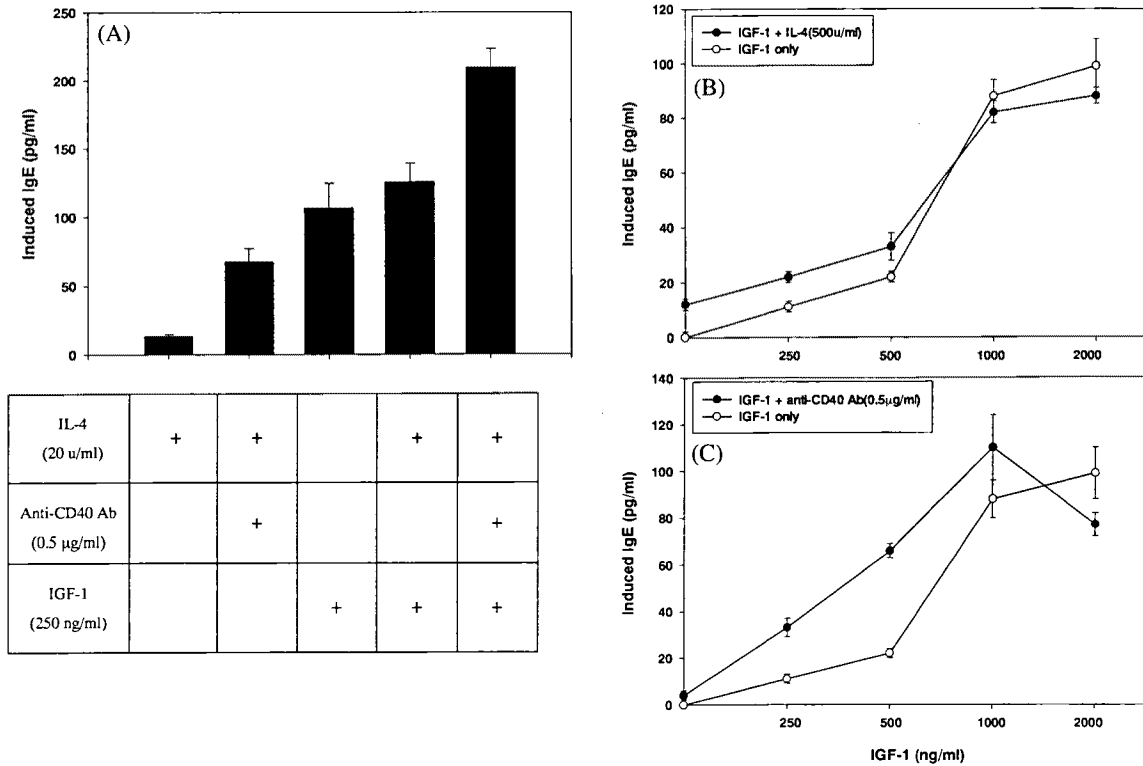 (A)
Induced IgE (pg/ml)
250
200
150
100
50
0
IL-4
(20 u/ml)
+ + + +
Anti-CD40 Ab
(0.5 µg/ml)
+ +
IGF-1
(250 ng/ml)
+ + +
(B)
IGF-1 + IL-4(500u/ml)
IGF-1 only
Induced IgE (pg/ml)
120
100
80
60
40
20
0
250 500 1000 2000
(C)
IGF-1 + anti-CD40 Ab(0.5µg/ml)
IGF-1 only
Induced IgE (pg/ml)
140
120
100
80
60
40
20
0
250 500 1000 2000
IGF-1 (ng/ml)